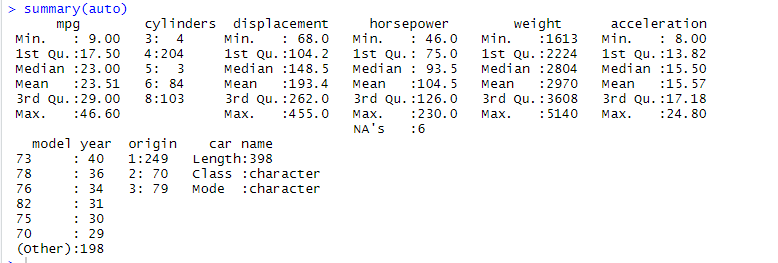 > summary(auto)
mpg cylinders displacement horsepower weight acceleration
Min. : 9.00 3: 4 Min. : 68.0 Min. : 46.0 Min. :1613 Min. : 8.00
1st Qu.:17.50 4:204 1st Qu.:104.2 1st Qu.: 75.0 1st Qu.:2224 1st Qu.:13.82
Median :23.00 5: 3 Median :148.5 Median : 93.5 Median :2804 Median :15.50
Mean :23.51 6: 84 Mean :193.4 Mean :104.5 Mean :2970 Mean :15.57
3rd Qu.:29.00 8:103 3rd Qu.:262.0 3rd Qu.:126.0 3rd Qu.:3608 3rd Qu.:17.18
Max. :46.60 Max. :455.0 Max. :230.0 Max. :5140 Max. :24.80
NA's :6
model year origin car name
73 : 40 1:249 Length:398
78 : 36 2: 70 Class :character
76 : 34 3: 79 Mode :character
82 : 31
75 : 30
70 : 29
(Other):198
>